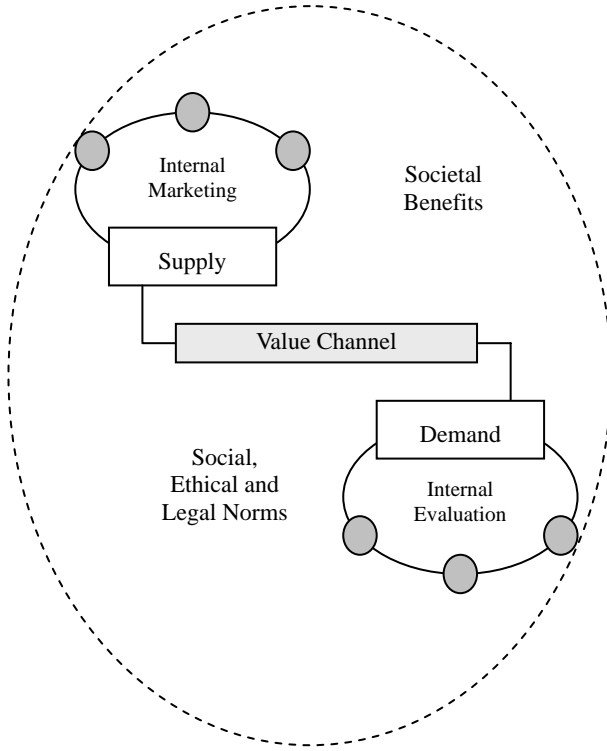 Internal
Marketing
Societal
Benefits
Supply
Value Channel
Demand
Social,
Ethical and
Legal Norms
Internal
Evaluation